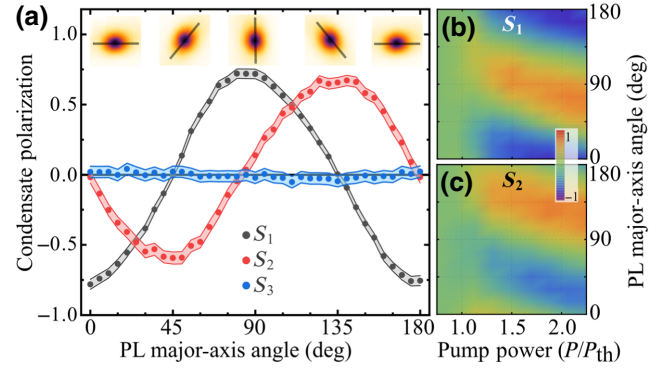 (a)
Condensate polarization
1.0
0.5
0.0
−0.5
−1.0
S1
S2
S3
0 45 90 135 180
PL major-axis angle (deg)
(b)
S1
180
90
0
1
−1
(c)
S2
180
90
0
PL major-axis angle (deg)
1.0 1.5 2.0
Pump power (P/Pth)